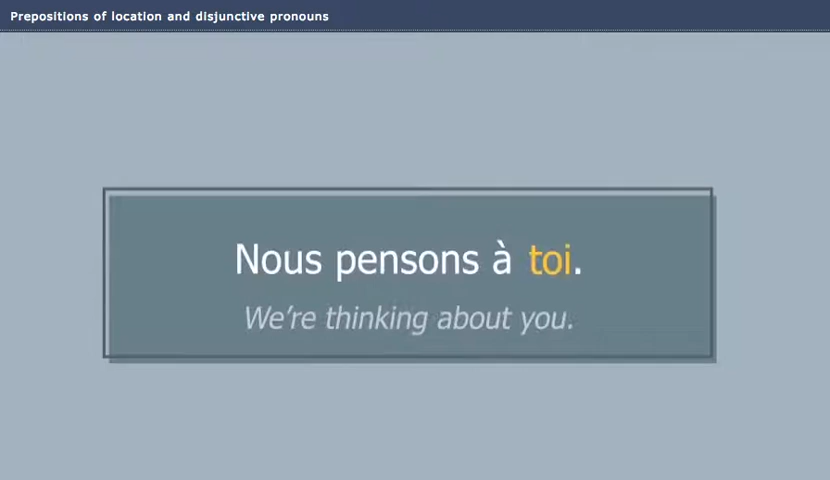 Prepositions of location and disjunctive pronouns
Nous pensons à toi.
We're thinking about you.